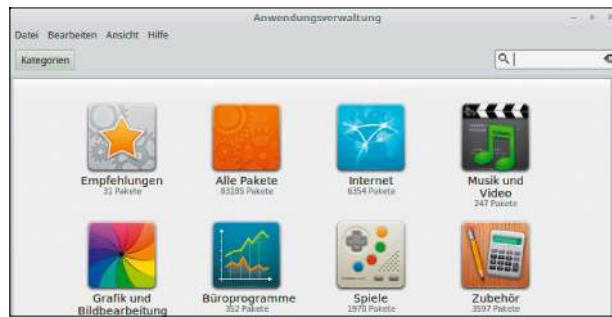 Anwendungsverwaltung
Datei Bearbeiten Ansicht Hilfe
Kategorien
Empfehlungen
31 Pakete
Alle Pakete
83185 Pakete
Internet
6354 Pakete
Musik und
Video
247 Pakete
Grafik und
Bildbearbeitung
Büroprogramme
352 Pakete
Spiele
1970 Pakete
Zubehör
3597 Pakete